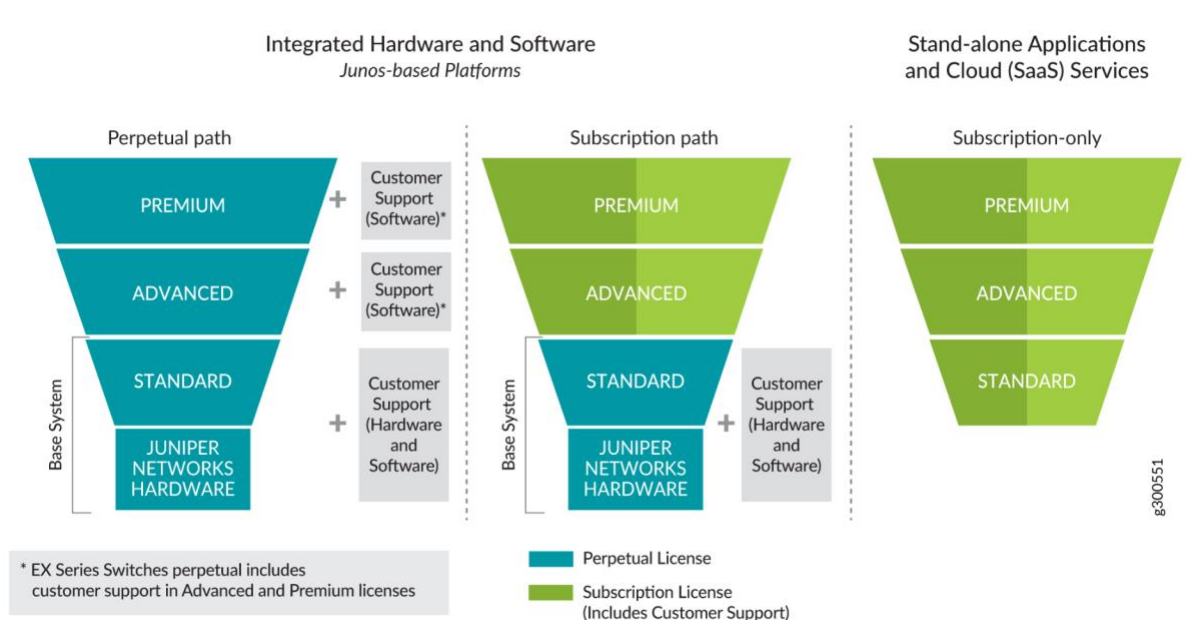 Integrated Hardware and Software
Junos-based Platforms
Stand-alone Applications
and Cloud (SaaS) Services
Perpetual path
PREMIUM
+
Customer
Support
(Software)*
ADVANCED
+
Customer
Support
(Software)*
Base System
STANDARD
JUNIPER
NETWORKS
HARDWARE
+
Customer
Support
(Hardware
and
Software)
Subscription path
PREMIUM
ADVANCED
Base System
STANDARD
JUNIPER
NETWORKS
HARDWARE
+
Customer
Support
(Hardware
and
Software)
Subscription-only
PREMIUM
ADVANCED
STANDARD
g300551
* EX Series Switches perpetual includes
customer support in Advanced and Premium licenses
Perpetual License
Subscription License
(Includes Customer Support)